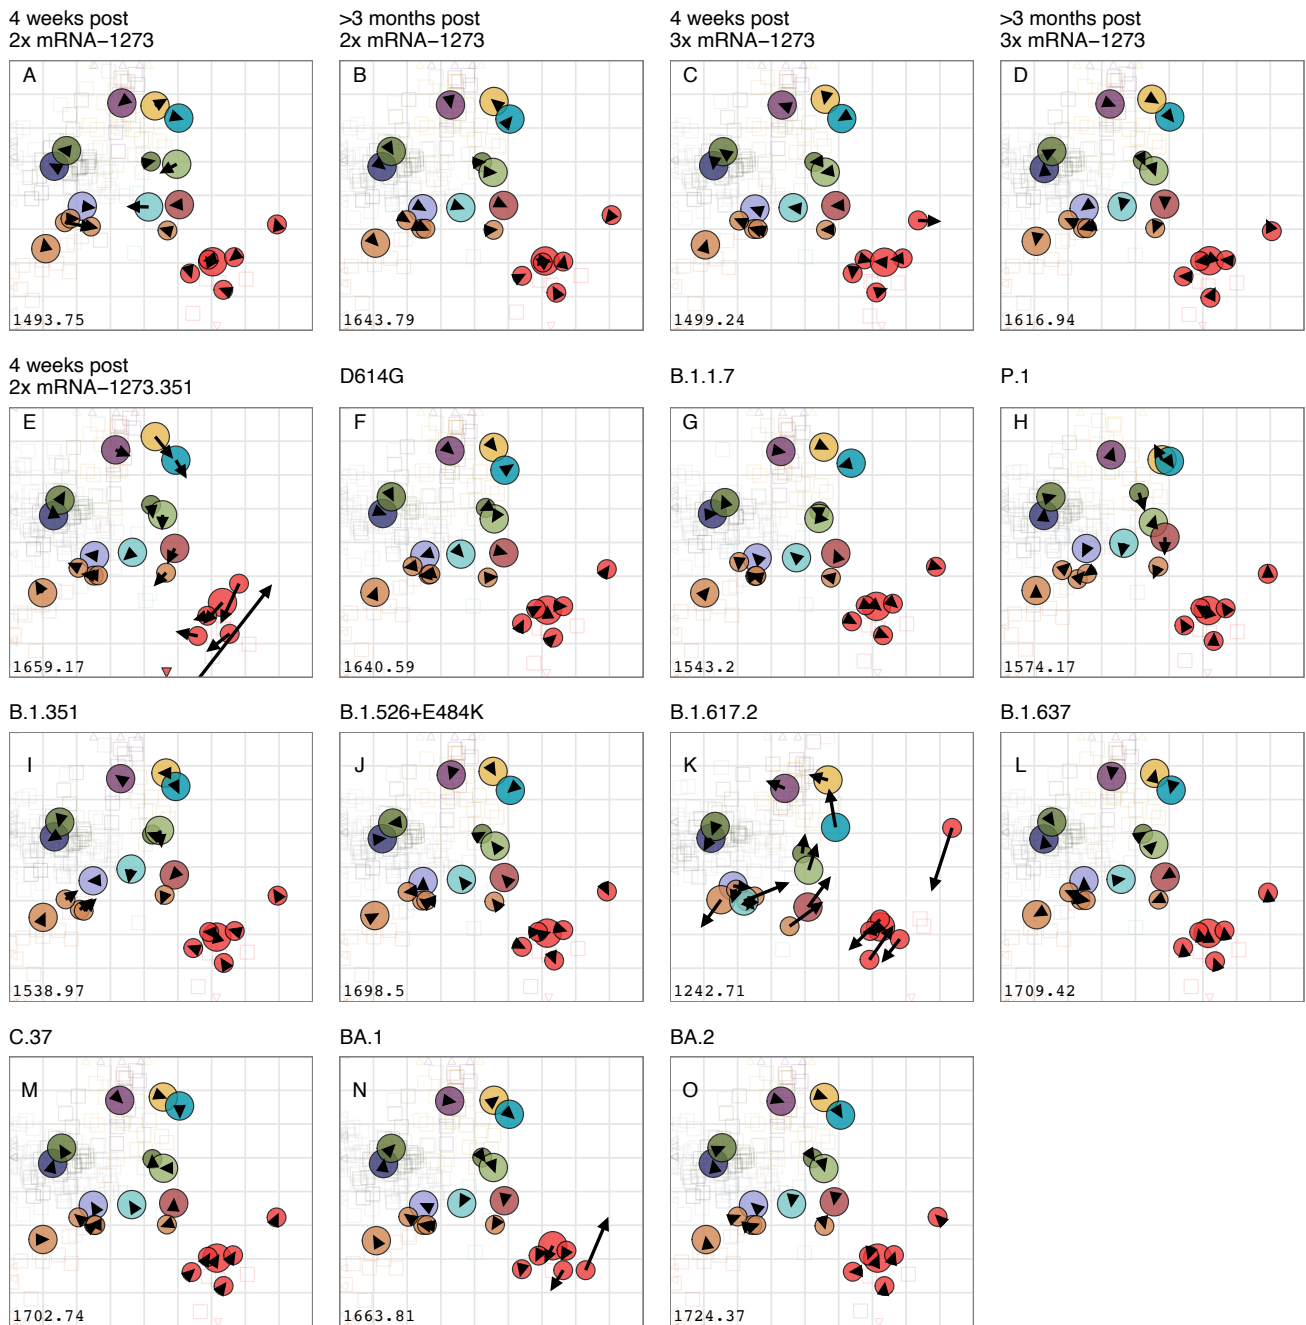 4 weeks post
2x mRNA−1273
>3 months post
2x mRNA−1273
4 weeks post
3x mRNA−1273
>3 months post
3x mRNA−1273
A
B
C
D
1493.75
1643.79
1499.24
1616.94
4 weeks post
2x mRNA−1273.351
D614G
B.1.1.7
P.1
E
F
G
H
1659.17
1640.59
1543.2
1574.17
B.1.351
B.1.526+E484K
B.1.617.2
B.1.637
I
J
K
L
1538.97
1698.5
1242.71
1709.42
C.37
BA.1
BA.2
M
N
O
1702.74
1663.81
1724.37